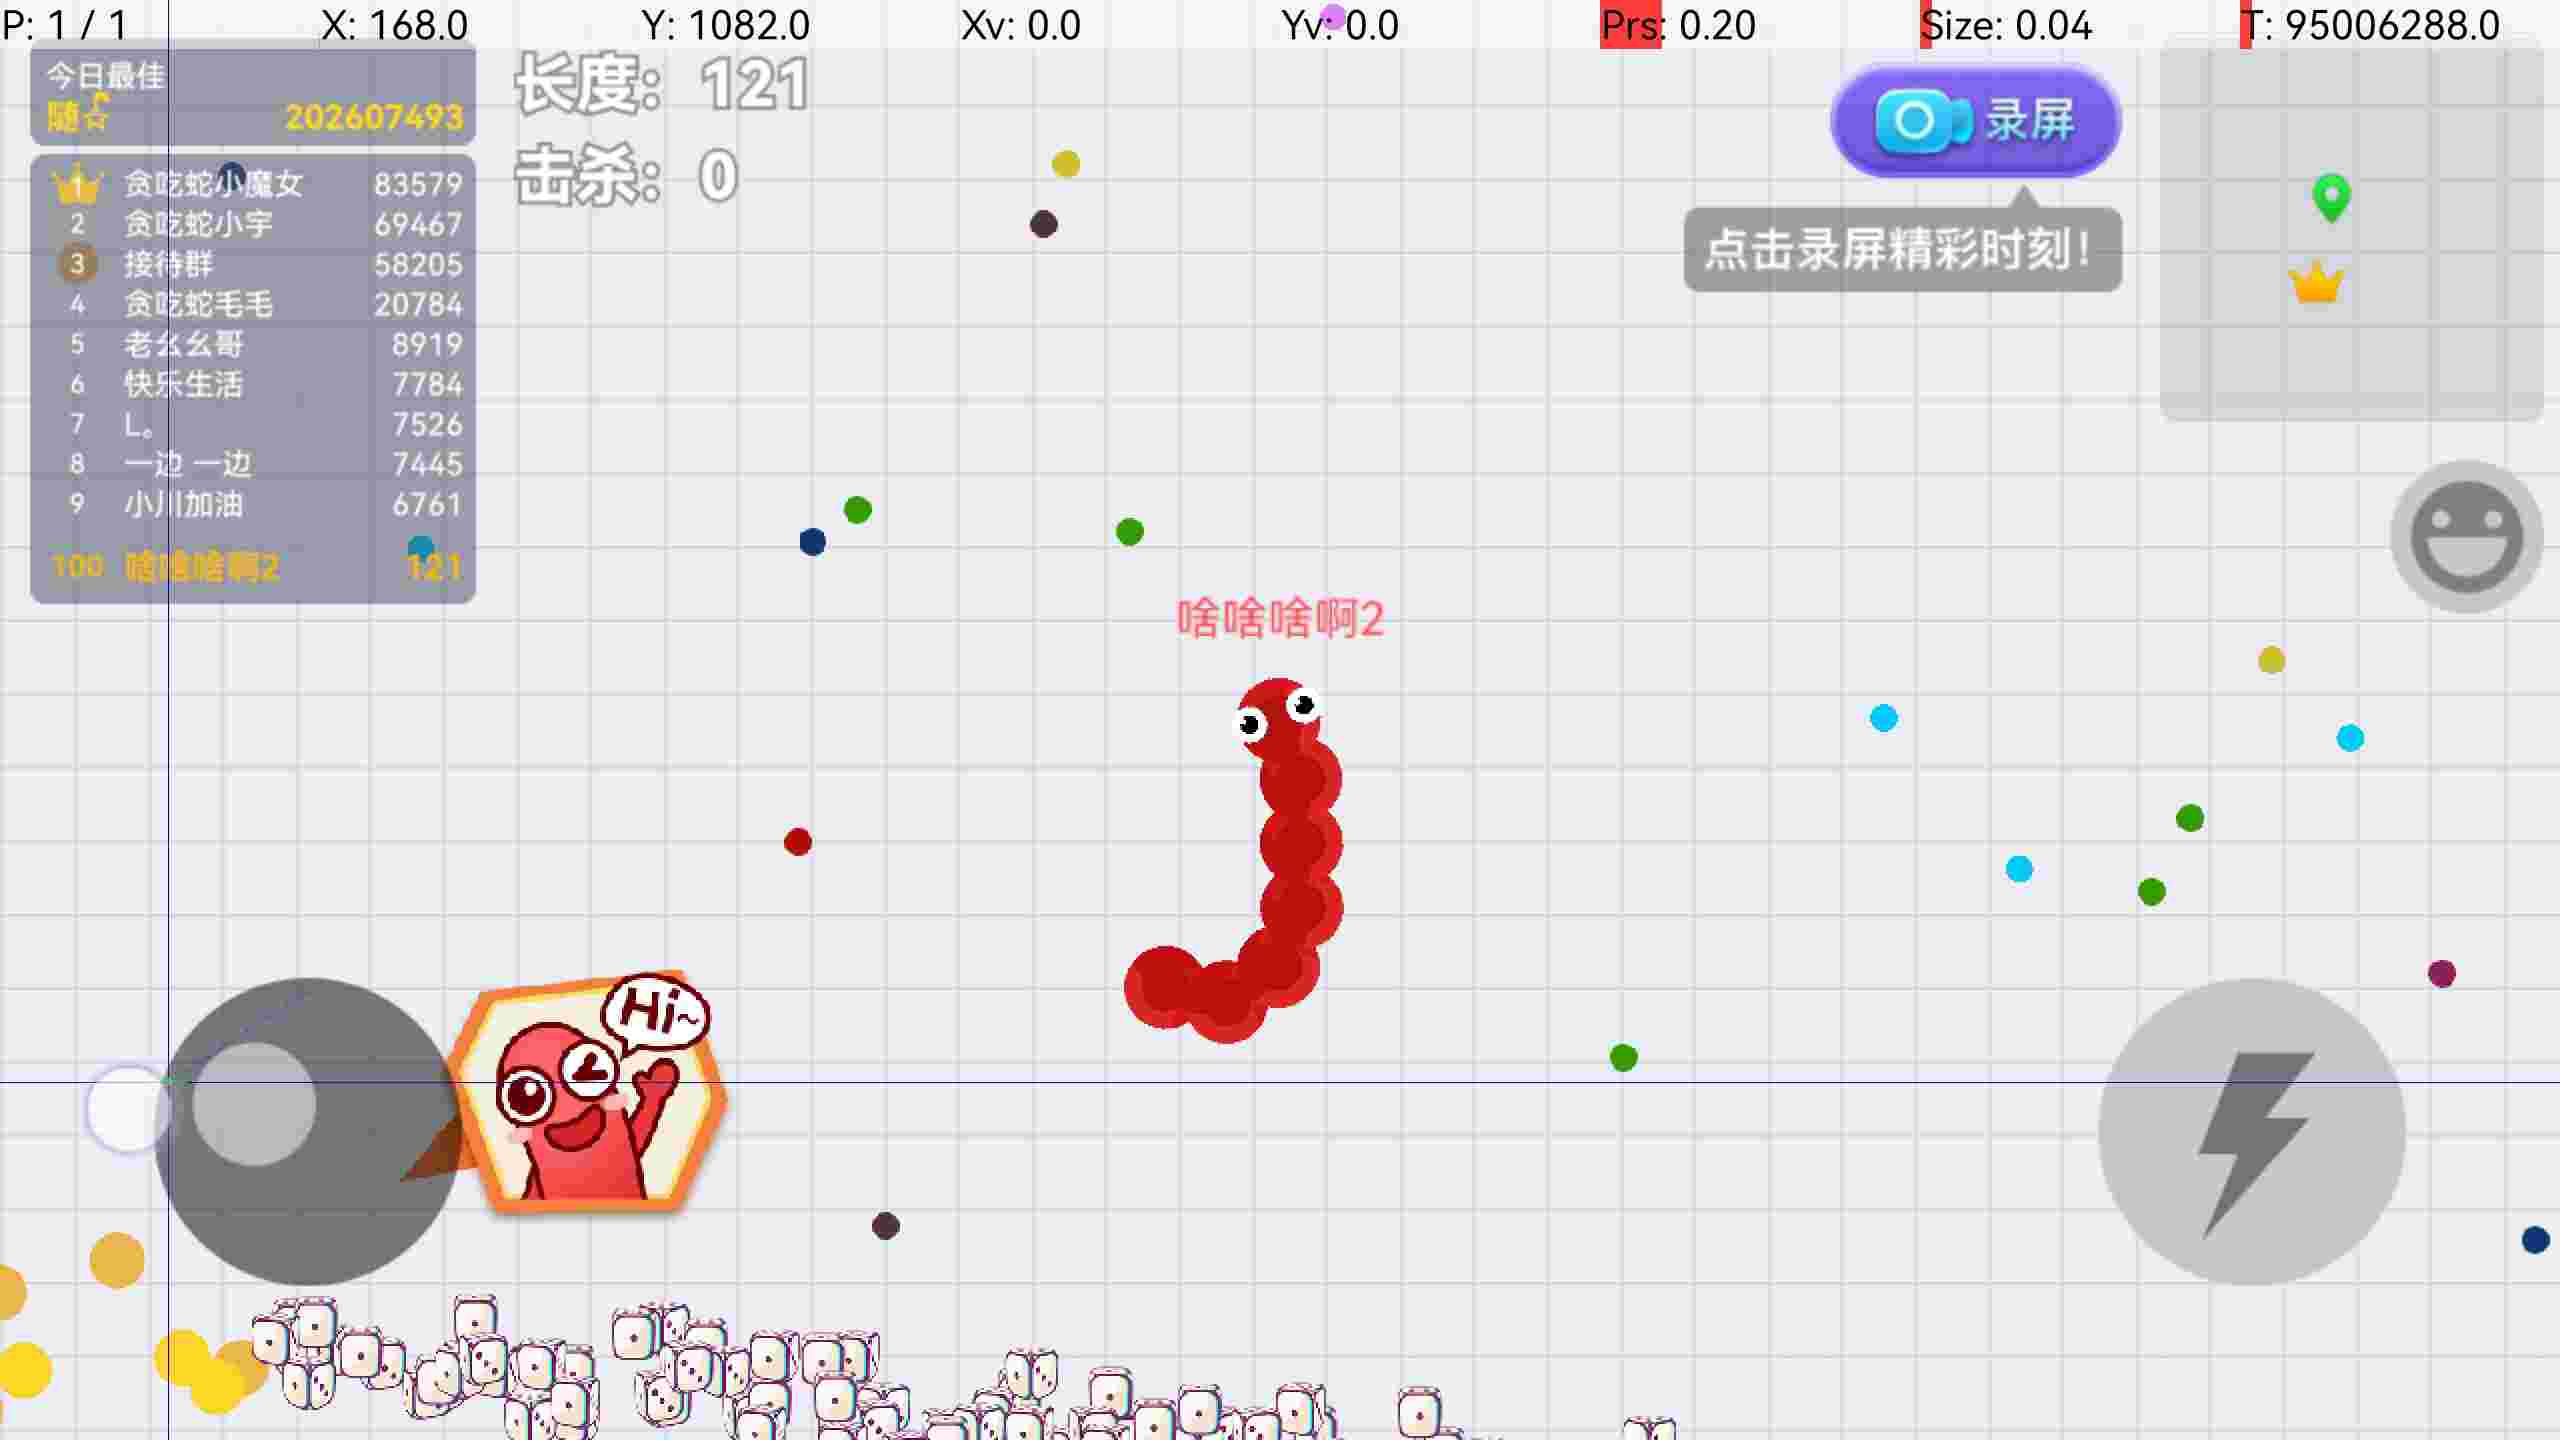 P: 1 / 1 X: 168.0 Y: 1082.0 Xv: 0.0 Yv: 0.0 Prs: 0.20 Size: 0.04 T: 95006288.0
今日最佳
随 202607493
1 贪吃蛇小魔女 83579
2 贪吃蛇小宇 69467
3 接待群 58205
4 贪吃蛇毛毛 20784
5 老幺幺哥 8919
6 快乐生活 7784
7 L。 7526
8 一边 一边 7445
9 小川加油 6761
100 啥啥啥啊2 121
长度: 121
击杀: 0
录屏
点击录屏精彩时刻!
啥啥啥啊2
Hi~